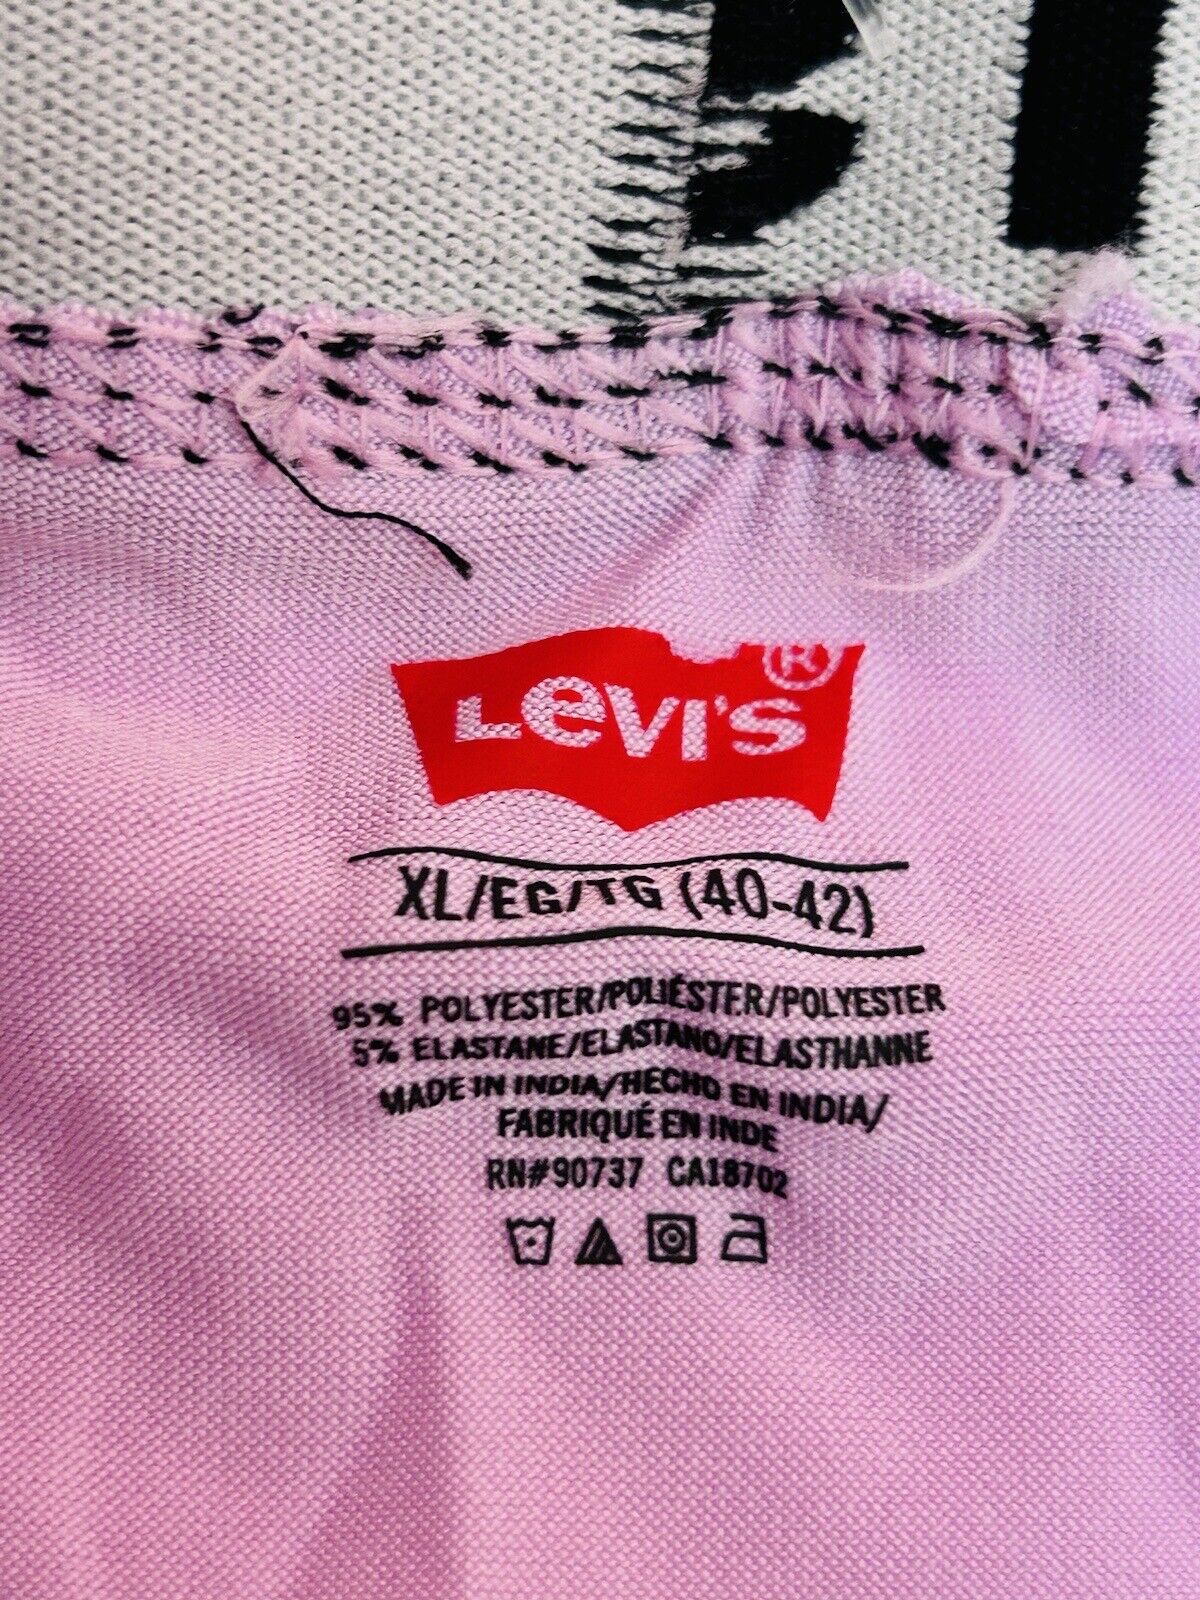 LEVI'S®
XL/EG/TG (40-42)
95% POLYESTER/POLIÉSTER/POLYESTER
5% ELASTANE/ELASTANO/ELASTHANNE
MADE IN INDIA/HECHO EN INDIA/
FABRIQUÉ EN INDE
RN#90737 CA18702